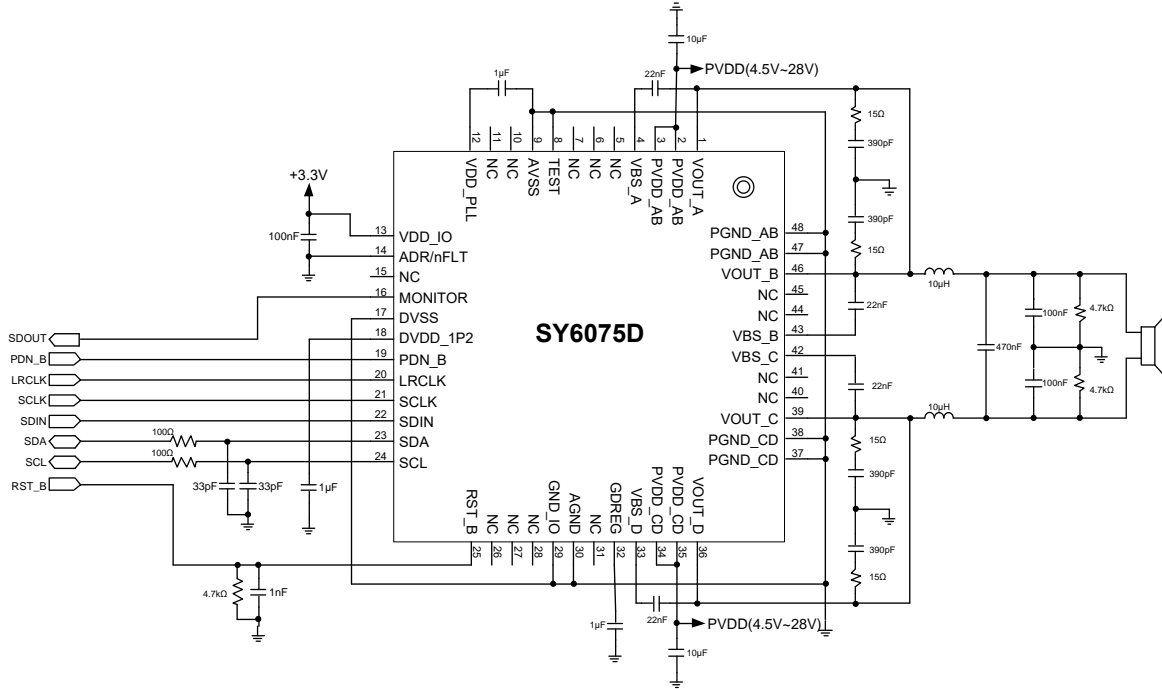 10µF
PVDD(4.5V~28V)
1µF
22nF
12
11
10
9
8
7
6
5
4
3
2
1
VDD_PLL
NC
NC
AVSS
TEST
NC
NC
NC
VBS_A
PVDD_AB
PVDD_AB
VOUT_A
15Ω
390pF
390pF
15Ω
+3.3V
100nF
13 VDD_IO
14 ADR/nFLT
15 NC
16 MONITOR
17 DVSS
18 DVDD_1P2
19 PDN_B
20 LRCLK
21 SCLK
22 SDIN
23 SDA
24 SCL
SY6075D
PGND_AB 48
PGND_AB 47
VOUT_B 46
NC 45
NC 44
VBS_B 43
VBS_C 42
NC 41
NC 40
VOUT_C 39
PGND_CD 38
PGND_CD 37
22nF
22nF
10µH
10µH
470nF
100nF
100nF
4.7kΩ
4.7kΩ
SDOUT
PDN_B
LRCLK
SCLK
SDIN
SDA
SCL
RST_B
100Ω
100Ω
33pF
33pF
1µF
15Ω
390pF
390pF
15Ω
RST_B
NC
NC
NC
GND_IO
AGND
NC
GDREG
VBS_D
PVDD_CD
PVDD_CD
VOUT_D
25
26
27
28
29
30
31
32
33
34
35
36
4.7kΩ
1nF
1µF
22nF
PVDD(4.5V~28V)
10µF